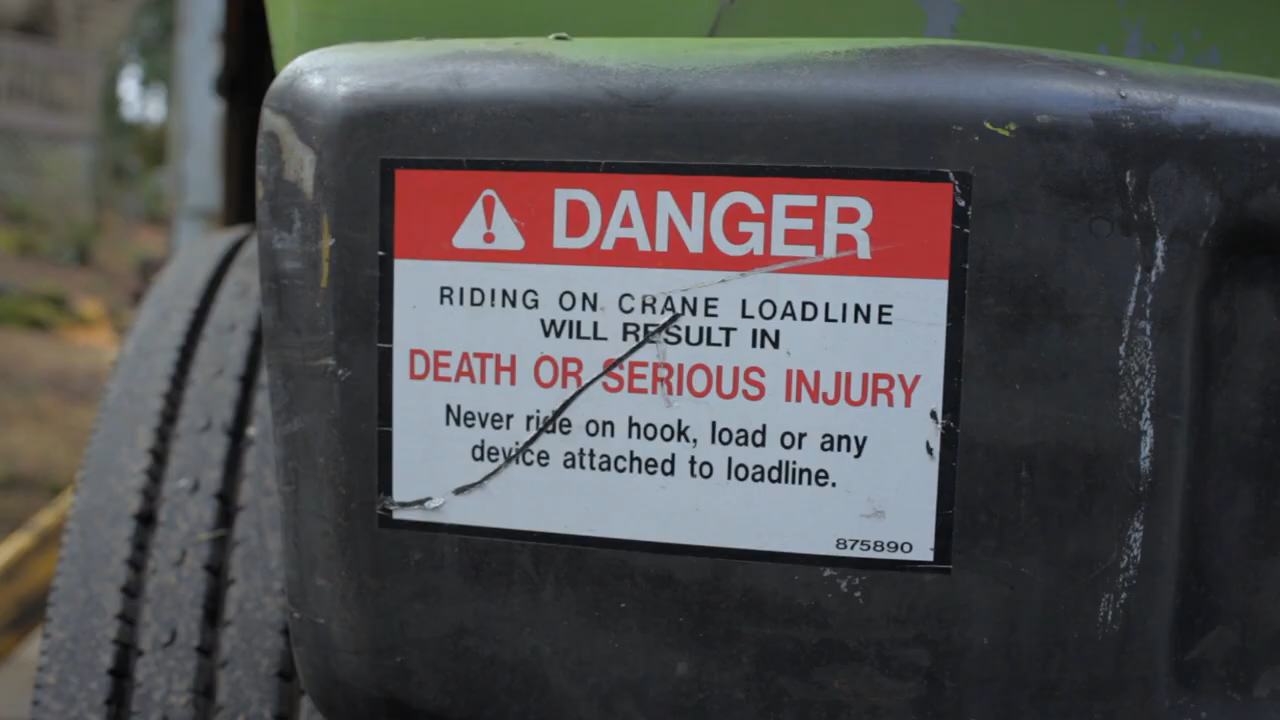 DANGER
RIDING ON CRANE LOADLINE
WILL RESULT IN
DEATH OR SERIOUS INJURY
Never ride on hook, load or any
device attached to loadline.
875890